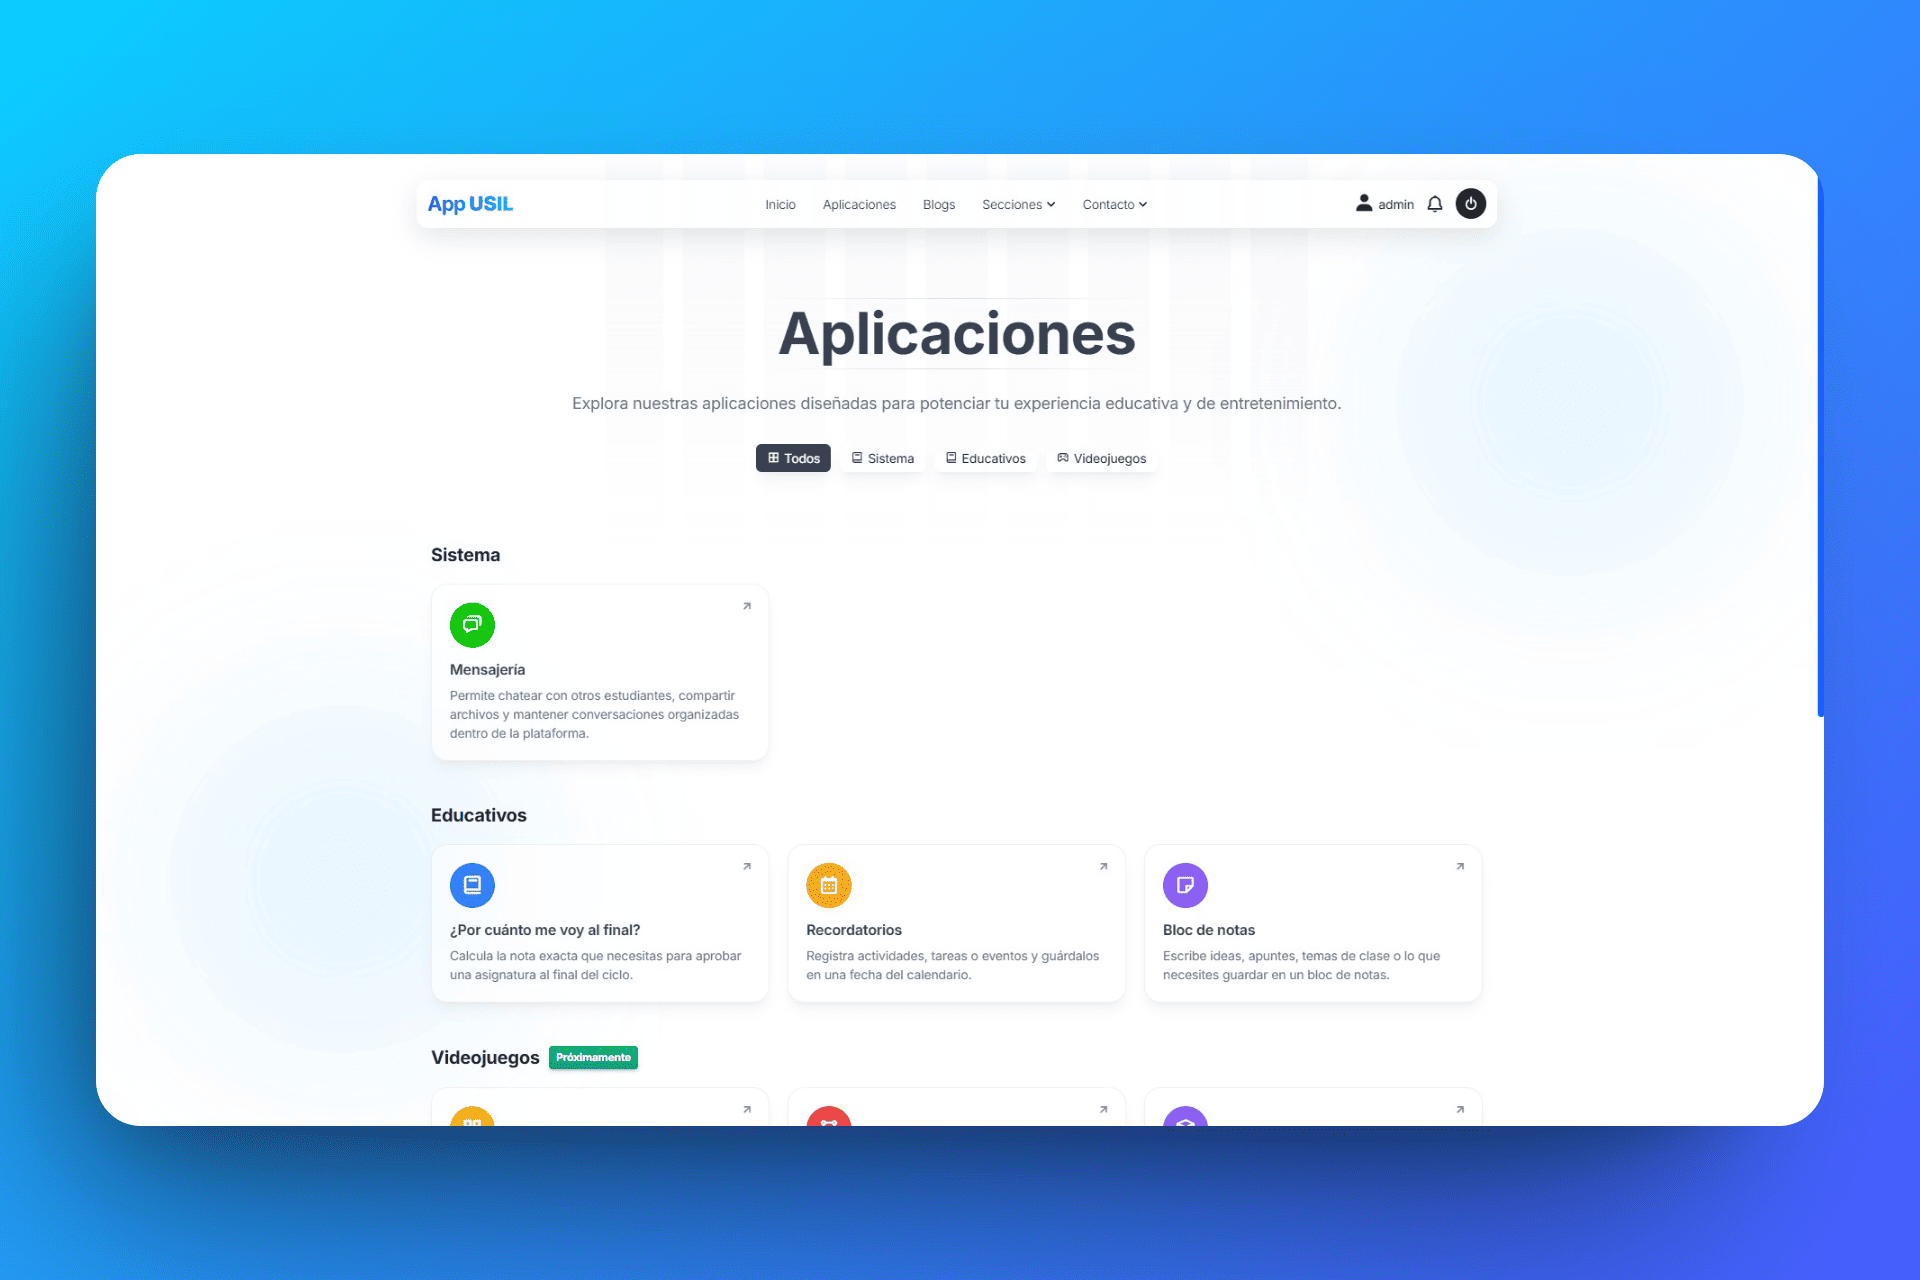 App USIL
Inicio
Aplicaciones
Blogs
Secciones
Contacto
admin
Aplicaciones
Explora nuestras aplicaciones diseñadas para potenciar tu experiencia educativa y de entretenimiento.
Todos
Sistema
Educativos
Videojuegos
Sistema
Mensajería
Permite chatear con otros estudiantes, compartir
archivos y mantener conversaciones organizadas
dentro de la plataforma.
Educativos
¿Por cuánto me voy al final?
Calcula la nota exacta que necesitas para aprobar
una asignatura al final del ciclo.
Recordatorios
Registra actividades, tareas o eventos y guárdalos
en una fecha del calendario.
Bloc de notas
Escribe ideas, apuntes, temas de clase o lo que
necesites guardar en un bloc de notas.
Videojuegos
Próximamente